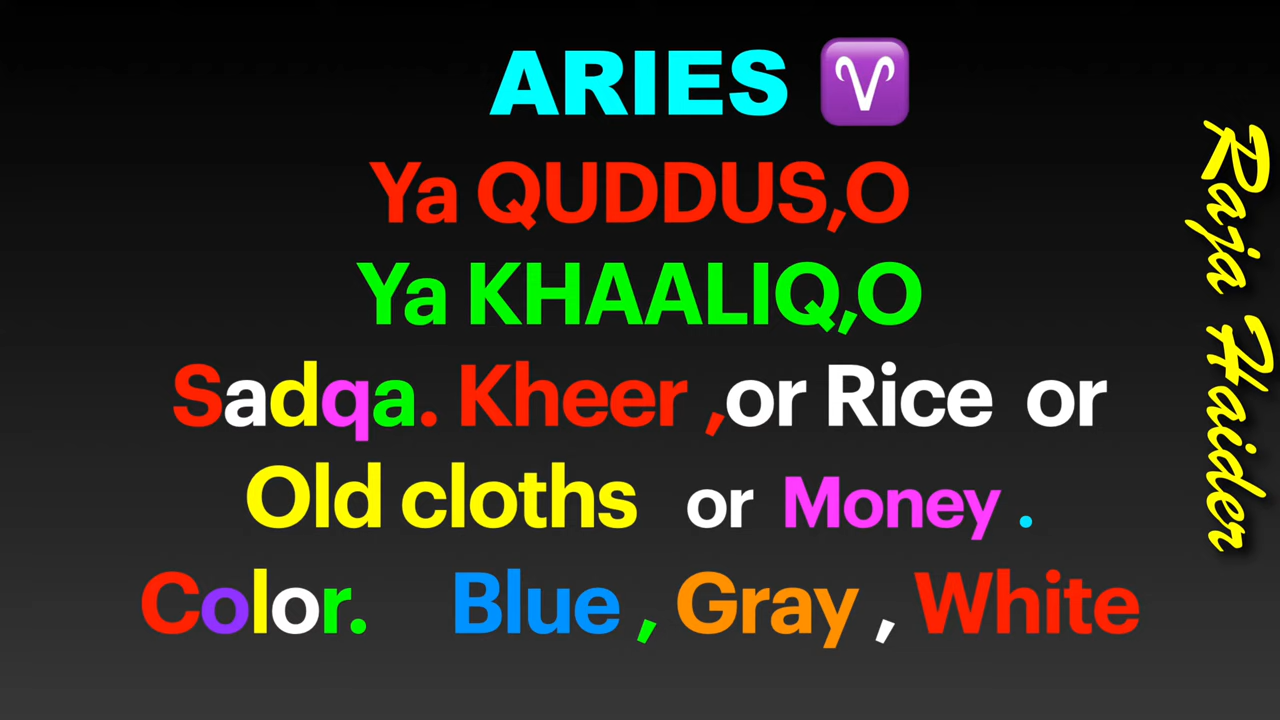 ARIES ♈
Ya QUDDUS,O
Ya KHAALIQ,O
Sadqa. Kheer ,or Rice or
Old cloths or Money .
Color. Blue , Gray , White
Raja Haider